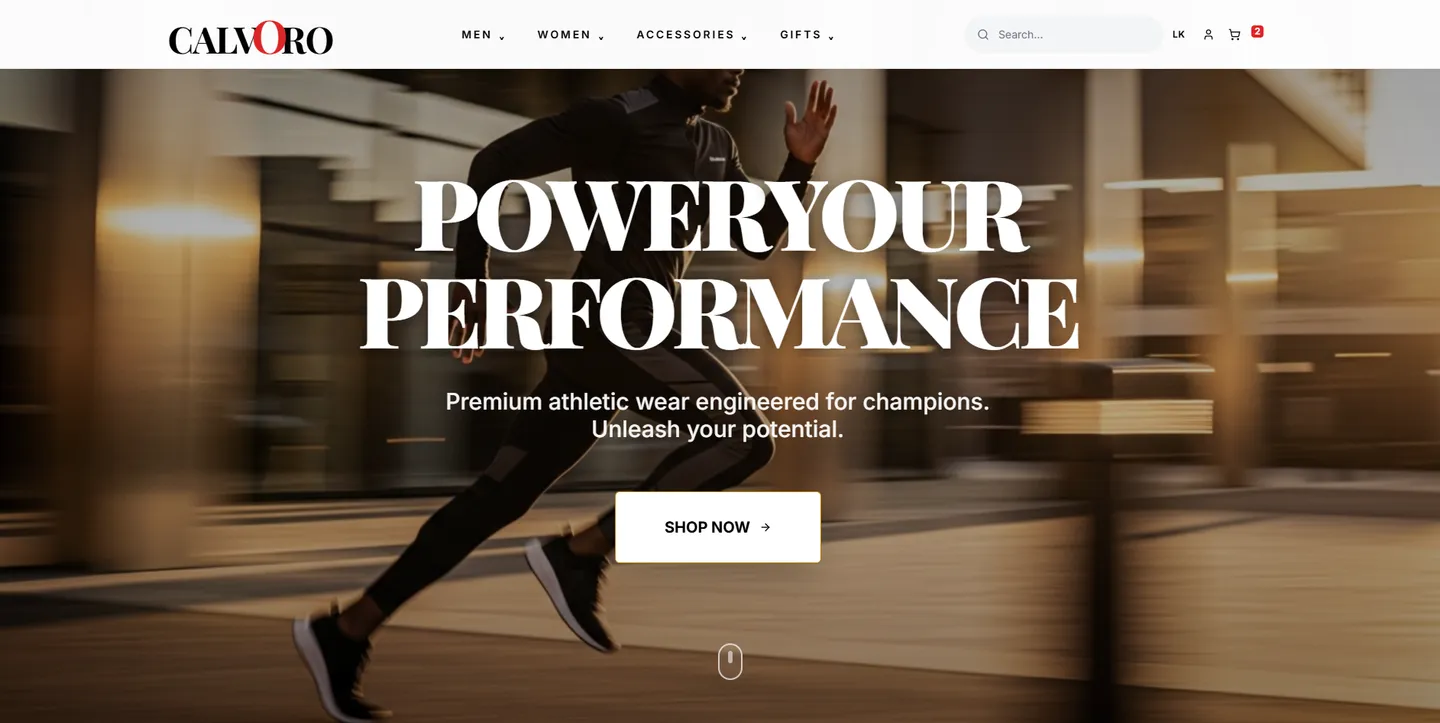 CALVORO
MEN
WOMEN
ACCESSORIES
GIFTS
Search...
LK
2
POWERYOUR
PERFORMANCE
Premium athletic wear engineered for champions.
Unleash your potential.
SHOP NOW →